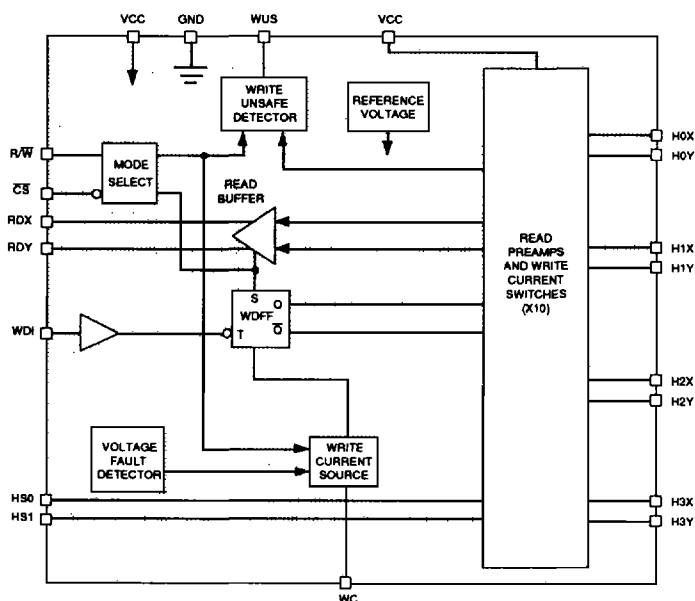 VCC
GND
WUS
VCC
WRITE
UNSAFE
DETECTOR
REFERENCE
VOLTAGE
H0X
H0Y
R/W̅
MODE
SELECT
C̅S̅
READ
BUFFER
RDX
RDY
READ
PREAMPS
AND WRITE
CURRENT
SWITCHES
(X10)
H1X
H1Y
S
WDFF
Q
Q̅
T
WDI
H2X
H2Y
VOLTAGE
FAULT
DETECTOR
WRITE
CURRENT
SOURCE
HS0
HS1
H3X
H3Y
WC